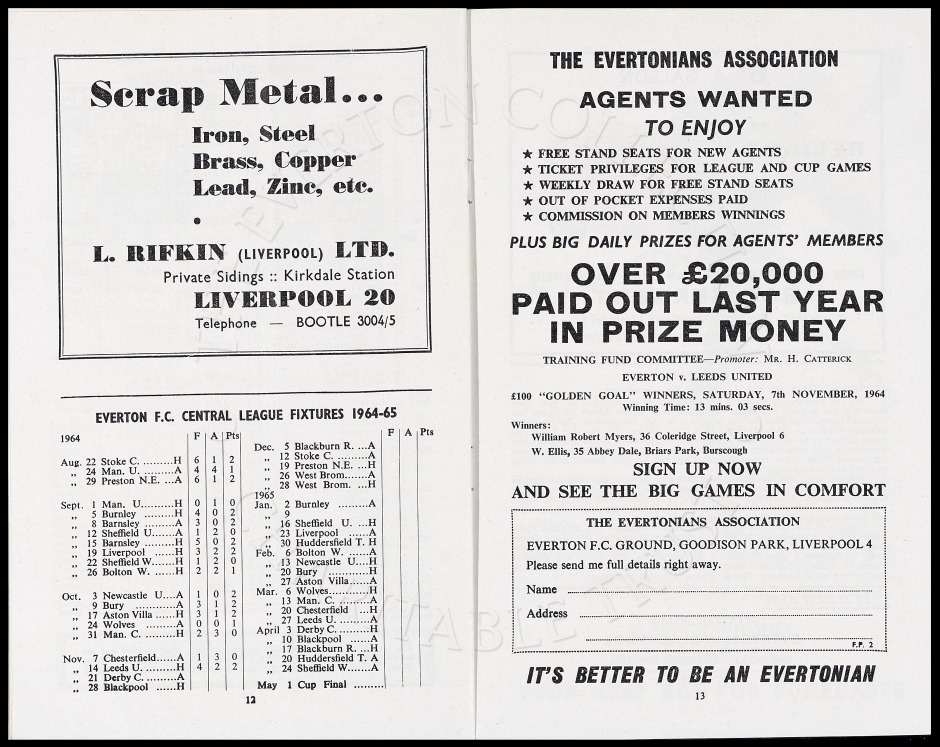 Scrap Metal...
Iron, Steel
Brass, Copper
Lead, Zinc, etc.
L. RIFKIN (LIVERPOOL) LTD.
Private Sidings :: Kirkdale Station
LIVERPOOL 20
Telephone — BOOTLE 3004/5
EVERTON F.C. CENTRAL LEAGUE FIXTURES 1964-65
1964 F A Pts
Aug. 22 Stoke C. .........H 6 1 2
,, 24 Man. U. .........A 4 4 1
,, 29 Preston N.E. ...A 6 1 2
Sept. 1 Man. U..........H 0 1 0
,, 5 Burnley .........H 4 0 2
,, 8 Barnsley .........A 3 0 2
,, 12 Sheffield U......A 1 2 0
,, 15 Barnsley .........H 5 0 2
,, 19 Liverpool ......H 3 2 2
,, 22 Sheffield W......H 1 2 0
,, 26 Bolton W. ......H 2 2 1
Oct. 3 Newcastle U....A 1 0 2
,, 9 Bury ............A 3 1 2
,, 17 Aston Villa ......H 3 1 2
,, 24 Wolves .........A 0 0 1
,, 31 Man. C. .........H 2 3 0
Nov. 7 Chesterfield......A 1 3 0
,, 14 Leeds U. .........H 4 2 2
,, 21 Derby C..........A
,, 28 Blackpool ......H
F A Pts
Dec. 5 Blackburn R. ...A
,, 12 Stoke C. .........A
,, 19 Preston N.E. ...H
,, 26 West Brom.......A
,, 28 West Brom. ...H
1965
Jan. 2 Burnley .........A
,, 9
,, 16 Sheffield U. ...H
,, 23 Liverpool ......A
,, 30 Huddersfield T. H
Feb. 6 Bolton W. ......A
,, 13 Newcastle U....H
,, 20 Bury ............H
,, 27 Aston Villa......A
Mar. 6 Wolves............H
,, 13 Man. C. .........A
,, 20 Chesterfield ...H
,, 27 Leeds U. .........A
April 3 Derby C. .........H
,, 10 Blackpool ......A
,, 17 Blackburn R. ...H
,, 20 Huddersfield T. A
,, 24 Sheffield W.......A
May 1 Cup Final .........
12
THE EVERTONIANS ASSOCIATION
AGENTS WANTED
TO ENJOY
★ FREE STAND SEATS FOR NEW AGENTS
★ TICKET PRIVILEGES FOR LEAGUE AND CUP GAMES
★ WEEKLY DRAW FOR FREE STAND SEATS
★ OUT OF POCKET EXPENSES PAID
★ COMMISSION ON MEMBERS WINNINGS
PLUS BIG DAILY PRIZES FOR AGENTS' MEMBERS
OVER £20,000
PAID OUT LAST YEAR
IN PRIZE MONEY
TRAINING FUND COMMITTEE—Promoter: MR. H. CATTERICK
EVERTON v. LEEDS UNITED
£100 "GOLDEN GOAL" WINNERS, SATURDAY, 7th NOVEMBER, 1964
Winning Time: 13 mins. 03 secs.
Winners:
William Robert Myers, 36 Coleridge Street, Liverpool 6
W. Ellis, 35 Abbey Dale, Briars Park, Burscough
SIGN UP NOW
AND SEE THE BIG GAMES IN COMFORT
THE EVERTONIANS ASSOCIATION
EVERTON F.C. GROUND, GOODISON PARK, LIVERPOOL 4
Please send me full details right away.
Name
Address
F.P. 2
IT'S BETTER TO BE AN EVERTONIAN
13